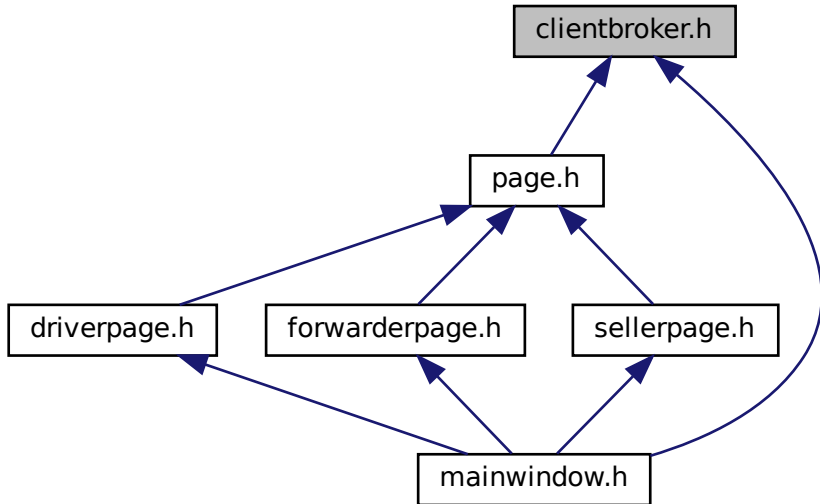 clientbroker.h
page.h
driverpage.h
forwarderpage.h
sellerpage.h
mainwindow.h